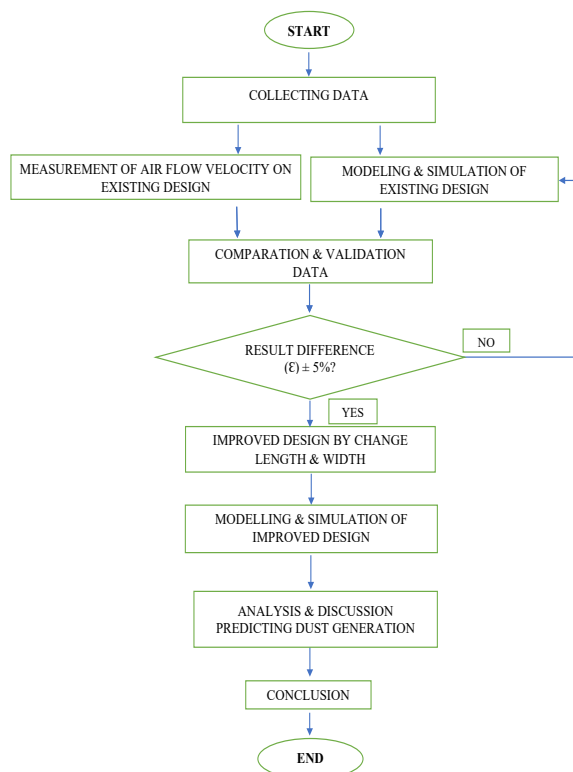 START
COLLECTING DATA
MEASUREMENT OF AIR FLOW VELOCITY ON
EXISTING DESIGN
MODELING & SIMULATION OF
EXISTING DESIGN
COMPARATION & VALIDATION
DATA
RESULT DIFFERENCE
(Ɛ) ± 5%?
NO
YES
IMPROVED DESIGN BY CHANGE
LENGTH & WIDTH
MODELLING & SIMULATION OF
IMPROVED DESIGN
ANALYSIS & DISCUSSION
PREDICTING DUST GENERATION
CONCLUSION
END